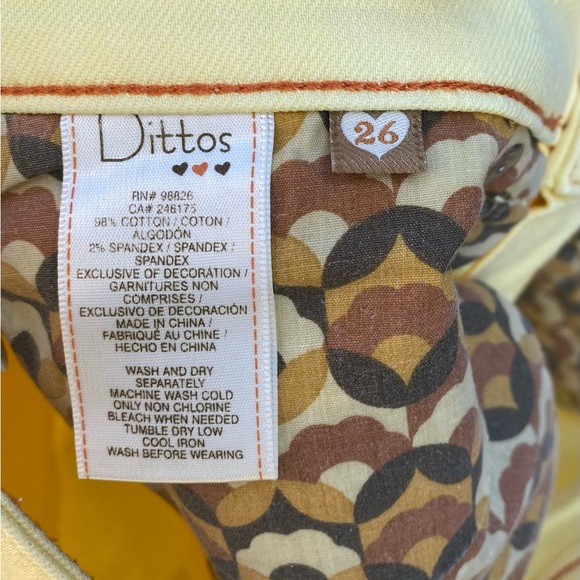 Dittos
26
RN# 98826
CA# 246175
98% COTTON / COTON /
ALGODÓN
2% SPANDEX / SPANDEX /
SPANDEX
EXCLUSIVE OF DECORATION /
GARNITURES NON
COMPRISES /
EXCLUSIVO DE DECORACIÓN
MADE IN CHINA /
FABRIQUÉ AU CHINE /
HECHO EN CHINA
WASH AND DRY
SEPARATELY
MACHINE WASH COLD
ONLY NON CHLORINE
BLEACH WHEN NEEDED
TUMBLE DRY LOW
COOL IRON
WASH BEFORE WEARING